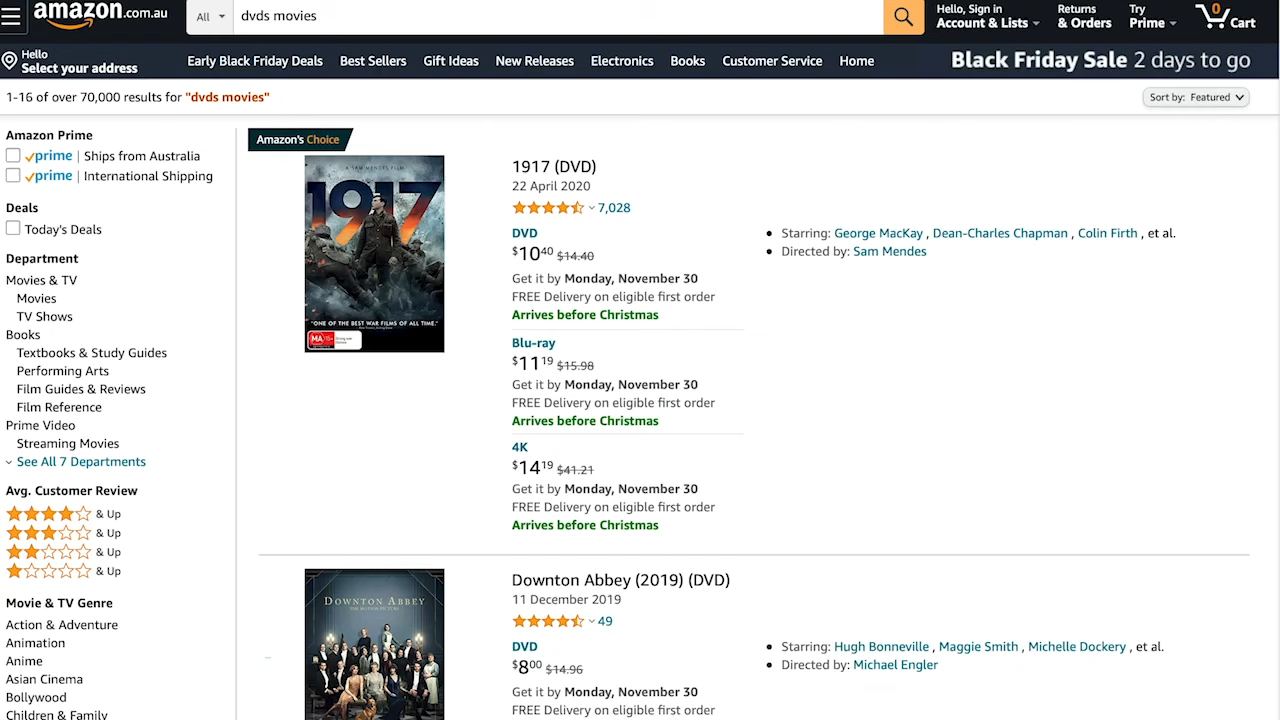 amazon.com.au
All
dvds movies
Hello, Sign in
Account & Lists
Returns
& Orders
Try
Prime
0
Cart
Hello
Select your address
Early Black Friday Deals
Best Sellers
Gift Ideas
New Releases
Electronics
Books
Customer Service
Home
Black Friday Sale 2 days to go
1-16 of over 70,000 results for "dvds movies"
Sort by: Featured
Amazon Prime
prime | Ships from Australia
prime | International Shipping
Deals
Today's Deals
Department
Movies & TV
Movies
TV Shows
Books
Textbooks & Study Guides
Performing Arts
Film Guides & Reviews
Film Reference
Prime Video
Streaming Movies
See All 7 Departments
Avg. Customer Review
& Up
& Up
& Up
& Up
Movie & TV Genre
Action & Adventure
Animation
Anime
Asian Cinema
Bollywood
Children & Family
Amazon's Choice
A SAM MENDES FILM
1917
"ONE OF THE BEST WAR FILMS OF ALL TIME."
MA 15+
1917 (DVD)
22 April 2020
7,028
DVD
$10 40 $14.40
Get it by Monday, November 30
FREE Delivery on eligible first order
Arrives before Christmas
Blu-ray
$11 19 $15.98
Get it by Monday, November 30
FREE Delivery on eligible first order
Arrives before Christmas
4K
$14 19 $41.21
Get it by Monday, November 30
FREE Delivery on eligible first order
Arrives before Christmas
Starring: George MacKay , Dean-Charles Chapman , Colin Firth , et al.
Directed by: Sam Mendes
DOWNTON ABBEY
THE MOTION PICTURE
Downton Abbey (2019) (DVD)
11 December 2019
49
DVD
$8 00 $14.96
Get it by Monday, November 30
FREE Delivery on eligible first order
Starring: Hugh Bonneville , Maggie Smith , Michelle Dockery , et al.
Directed by: Michael Engler